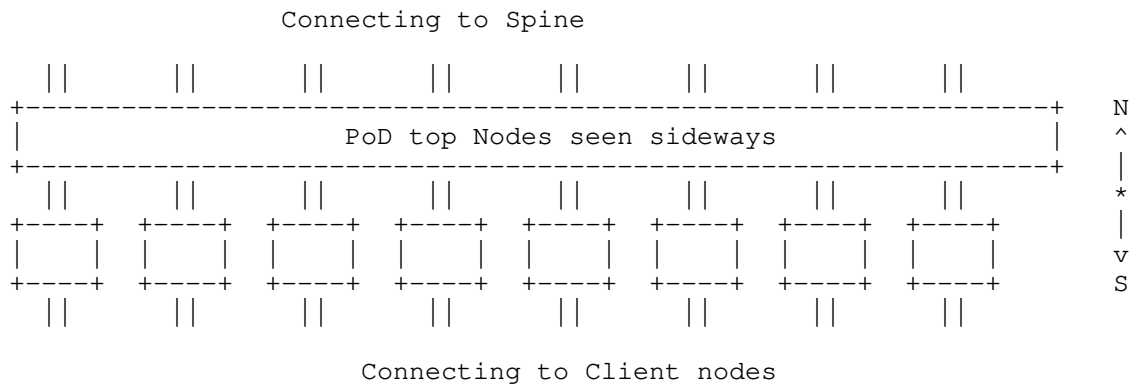 Connecting to Spine
N
PoD top Nodes seen sideways
S
Connecting to Client nodes